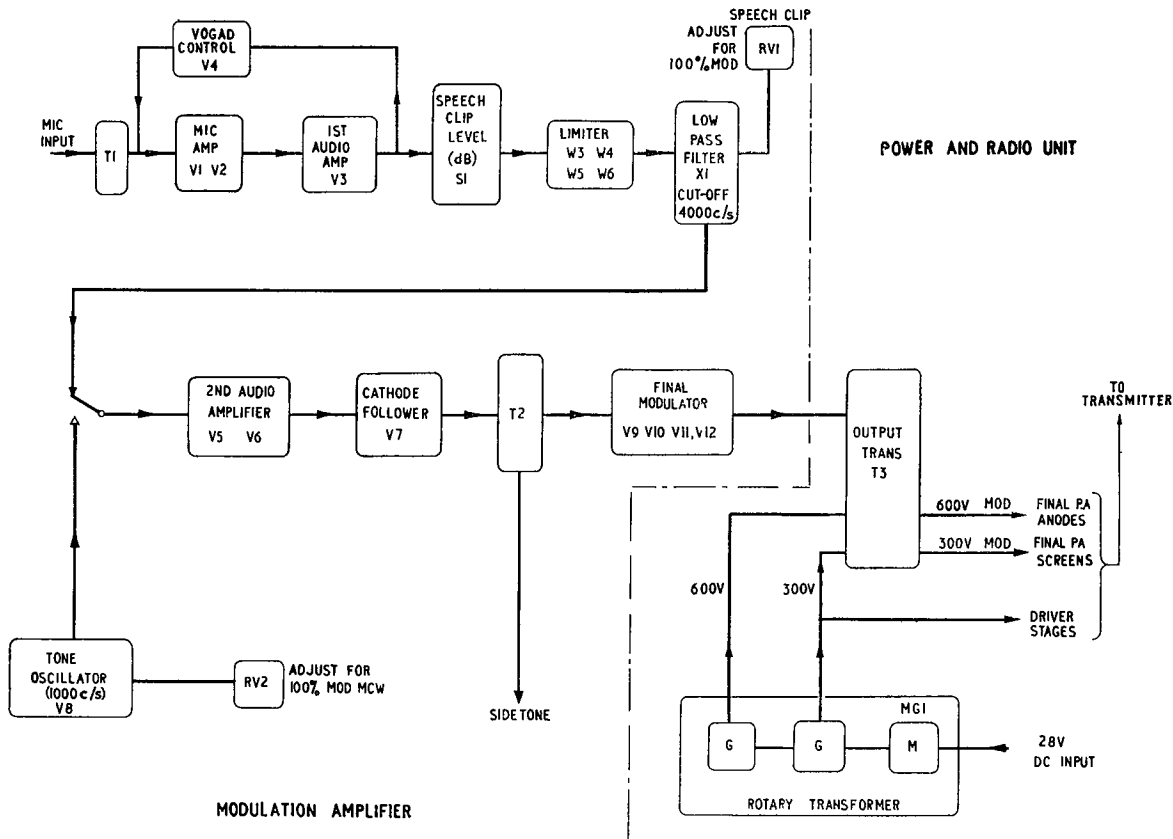 SPEECH CLIP
ADJUST
FOR
100% MOD
RV1
VOGAD
CONTROL
V4
MIC
INPUT
T1
MIC
AMP
V1 V2
1ST
AUDIO
AMP
V3
SPEECH
CLIP
LEVEL
(dB)
S1
LIMITER
W3 W4
W5 W6
LOW
PASS
FILTER
X1
CUT-OFF
4000c/s
POWER AND RADIO UNIT
2ND AUDIO
AMPLIFIER
V5 V6
CATHODE
FOLLOWER
V7
T2
FINAL
MODULATOR
V9 V10 V11, V12
OUTPUT
TRANS
T3
TO
TRANSMITTER
600V MOD
FINAL P.A
ANODES
300V MOD
FINAL PA
SCREENS
600V
300V
DRIVER
STAGES
TONE
OSCILLATOR
(1000c/s)
V8
RV2
ADJUST FOR
100% MOD MCW
SIDETONE
MG1
G
G
M
28V
DC INPUT
ROTARY TRANSFORMER
MODULATION AMPLIFIER